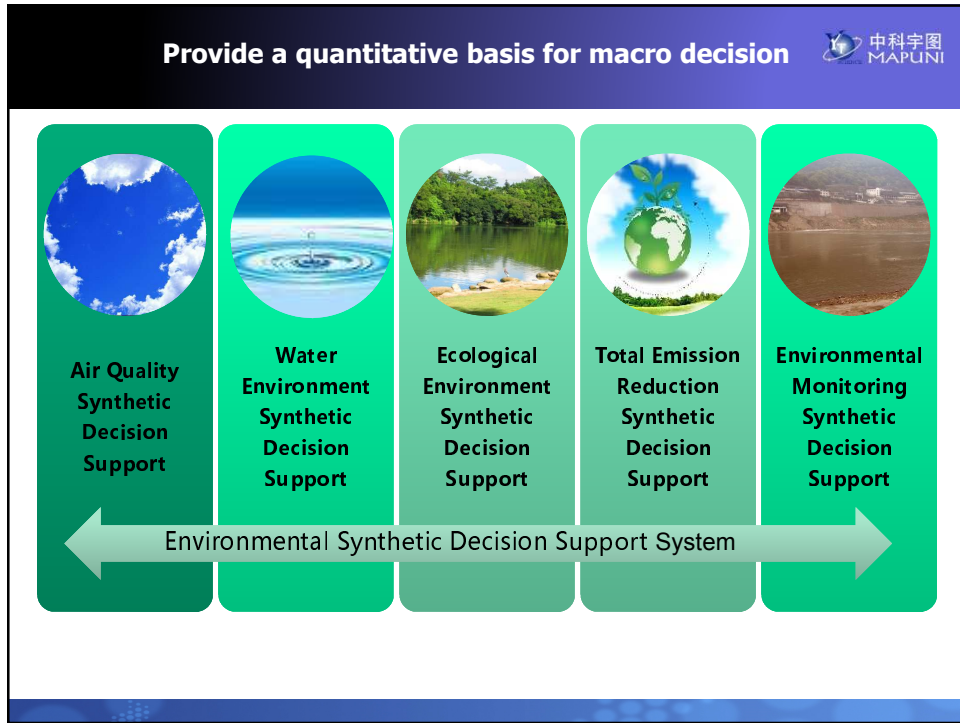 Provide a quantitative basis for macro decision
中科宇图
MAPUNI
Air Quality
Synthetic
Decision
Support
Water
Environment
Synthetic
Decision
Support
Ecological
Environment
Synthetic
Decision
Support
Total Emission
Reduction
Synthetic
Decision
Support
Environmental
Monitoring
Synthetic
Decision
Support
Environmental Synthetic Decision Support System